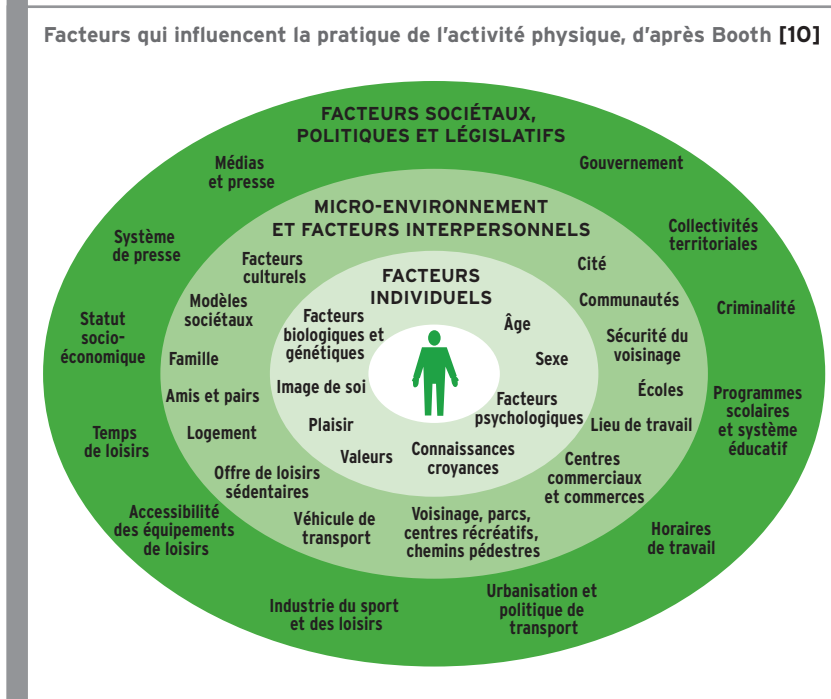 Facteurs qui influencent la pratique de l'activité physique, d'après Booth [10]
FACTEURS SOCIÉTAUX,
POLITIQUES ET LÉGISLATIFS
Médias
et presse
Gouvernement
Système
de presse
Collectivités
territoriales
Statut
socio-
économique
Criminalité
Temps
de loisirs
Programmes
scolaires
et système
éducatif
Accessibilité
des équipements
de loisirs
Horaires
de travail
Industrie du sport
et des loisirs
Urbanisation et
politique de
transport
MICRO-ENVIRONNEMENT
ET FACTEURS INTERPERSONNELS
Facteurs
culturels
Cité
Modèles
sociétaux
Communautés
Famille
Sécurité du
voisinage
Amis et pairs
Écoles
Logement
Lieu de travail
Offre de loisirs
sédentaires
Centres
commerciaux
et commerces
Véhicule de
transport
Voisinage, parcs,
centres récréatifs,
chemins pédestres
FACTEURS
INDIVIDUELS
Facteurs
biologiques et
génétiques
Âge
Sexe
Image de soi
Facteurs
psychologiques
Plaisir
Valeurs
Connaissances
croyances